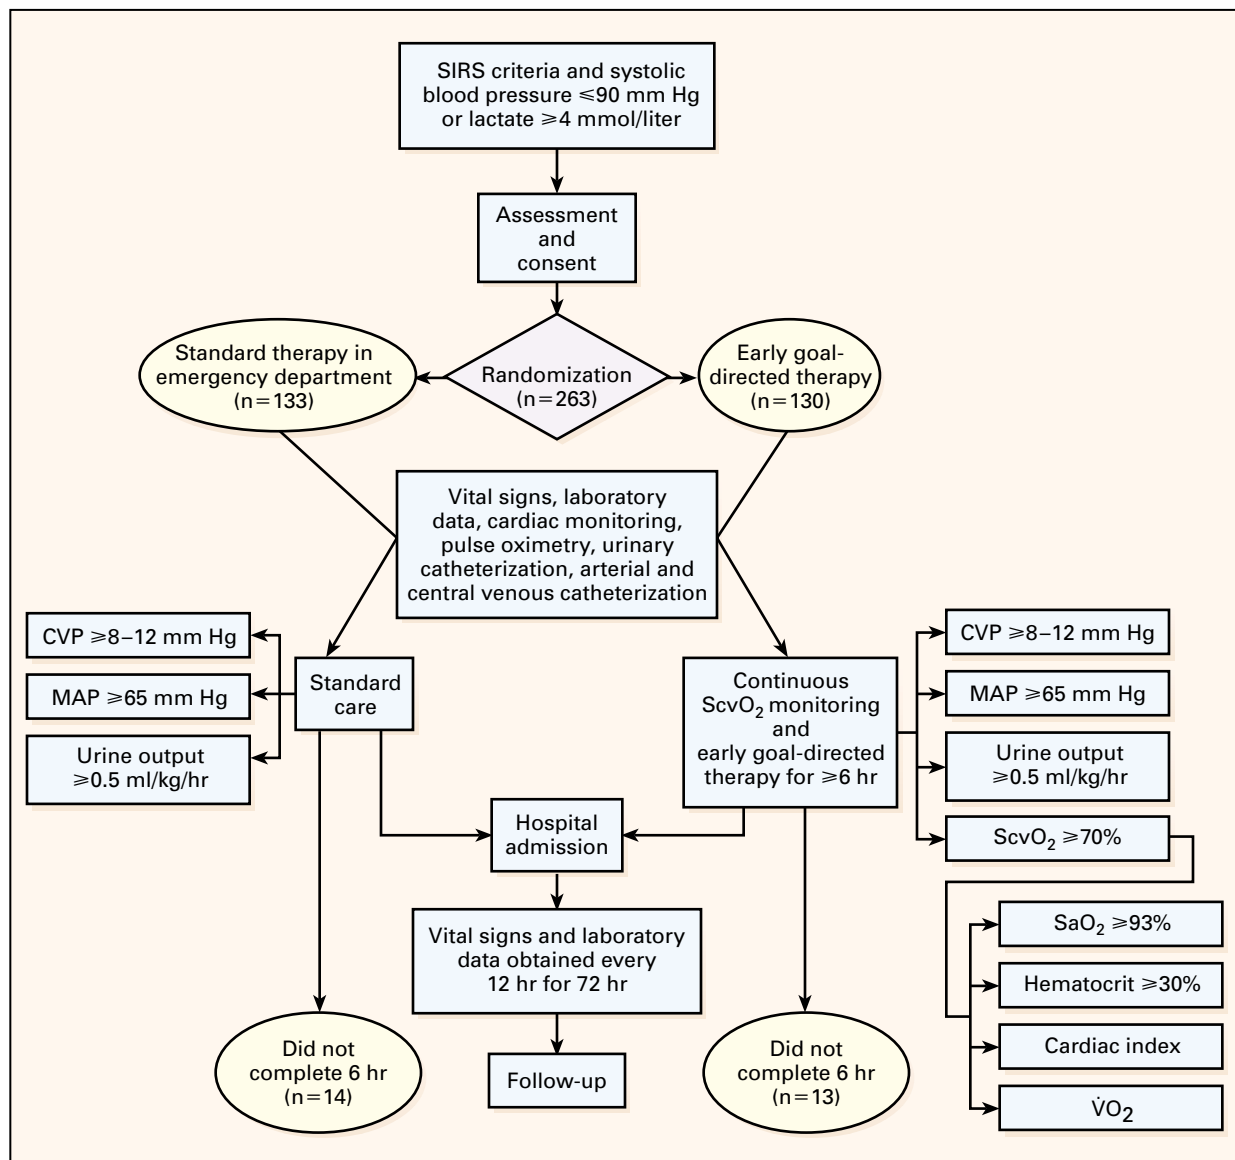 SIRS criteria and systolic
blood pressure ⩽90 mm Hg
or lactate ⩾4 mmol/liter
Assessment
and
consent
Standard therapy in
emergency department
(n=133)
Randomization
(n=263)
Early goal-
directed therapy
(n=130)
Vital signs, laboratory
data, cardiac monitoring,
pulse oximetry, urinary
catheterization, arterial and
central venous catheterization
CVP ⩾8–12 mm Hg
MAP ⩾65 mm Hg
Urine output
⩾0.5 ml/kg/hr
Standard
care
Continuous
ScvO₂ monitoring
and
early goal-directed
therapy for ⩾6 hr
CVP ⩾8–12 mm Hg
MAP ⩾65 mm Hg
Urine output
⩾0.5 ml/kg/hr
ScvO₂ ⩾70%
SaO₂ ⩾93%
Hematocrit ⩾30%
Cardiac index
V̇O₂
Hospital
admission
Vital signs and laboratory
data obtained every
12 hr for 72 hr
Did not
complete 6 hr
(n=14)
Follow-up
Did not
complete 6 hr
(n=13)